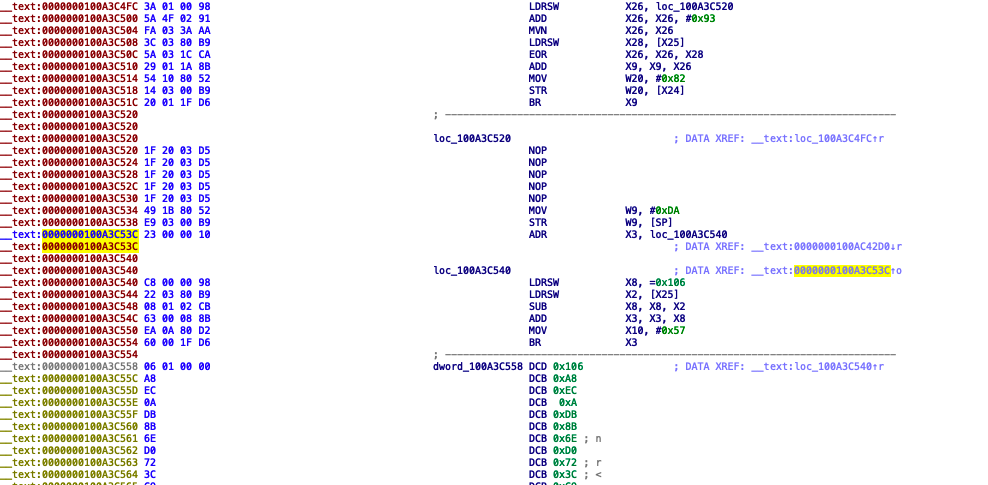 __text:0000000100A3C4FC 3A 01 00 98 LDRSW X26, loc_100A3C520
__text:0000000100A3C500 5A 4F 02 91 ADD X26, X26, #0x93
__text:0000000100A3C504 FA 03 3A AA MVN X26, X26
__text:0000000100A3C508 3C 03 80 B9 LDRSW X28, [X25]
__text:0000000100A3C50C 5A 03 1C CA EOR X26, X26, X28
__text:0000000100A3C510 29 01 1A 8B ADD X9, X9, X26
__text:0000000100A3C514 54 10 80 52 MOV W20, #0x82
__text:0000000100A3C518 14 03 00 B9 STR W20, [X24]
__text:0000000100A3C51C 20 01 1F D6 BR X9
__text:0000000100A3C520 ; ---------------------------------------------------------------------------
__text:0000000100A3C520
__text:0000000100A3C520 loc_100A3C520 ; DATA XREF: __text:loc_100A3C4FC↑r
__text:0000000100A3C520 1F 20 03 D5 NOP
__text:0000000100A3C524 1F 20 03 D5 NOP
__text:0000000100A3C528 1F 20 03 D5 NOP
__text:0000000100A3C52C 1F 20 03 D5 NOP
__text:0000000100A3C530 1F 20 03 D5 NOP
__text:0000000100A3C534 49 1B 80 52 MOV W9, #0xDA
__text:0000000100A3C538 E9 03 00 B9 STR W9, [SP]
__text:0000000100A3C53C 23 00 00 10 ADR X3, loc_100A3C540
__text:0000000100A3C53C ; DATA XREF: __text:0000000100AC42D0↓r
__text:0000000100A3C540
__text:0000000100A3C540 loc_100A3C540 ; DATA XREF: __text:0000000100A3C53C↑o
__text:0000000100A3C540 C8 00 00 98 LDRSW X8, =0x106
__text:0000000100A3C544 22 03 80 B9 LDRSW X2, [X25]
__text:0000000100A3C548 08 01 02 CB SUB X8, X8, X2
__text:0000000100A3C54C 63 00 08 8B ADD X3, X3, X8
__text:0000000100A3C550 EA 0A 80 D2 MOV X10, #0x57
__text:0000000100A3C554 60 00 1F D6 BR X3
__text:0000000100A3C554 ; ---------------------------------------------------------------------------
__text:0000000100A3C558 06 01 00 00 dword_100A3C558 DCD 0x106 ; DATA XREF: __text:loc_100A3C540↑r
__text:0000000100A3C55C A8 DCB 0xA8
__text:0000000100A3C55D EC DCB 0xEC
__text:0000000100A3C55E 0A DCB 0xA
__text:0000000100A3C55F DB DCB 0xDB
__text:0000000100A3C560 8B DCB 0x8B
__text:0000000100A3C561 6E DCB 0x6E ; n
__text:0000000100A3C562 D0 DCB 0xD0
__text:0000000100A3C563 72 DCB 0x72 ; r
__text:0000000100A3C564 3C DCB 0x3C ; <